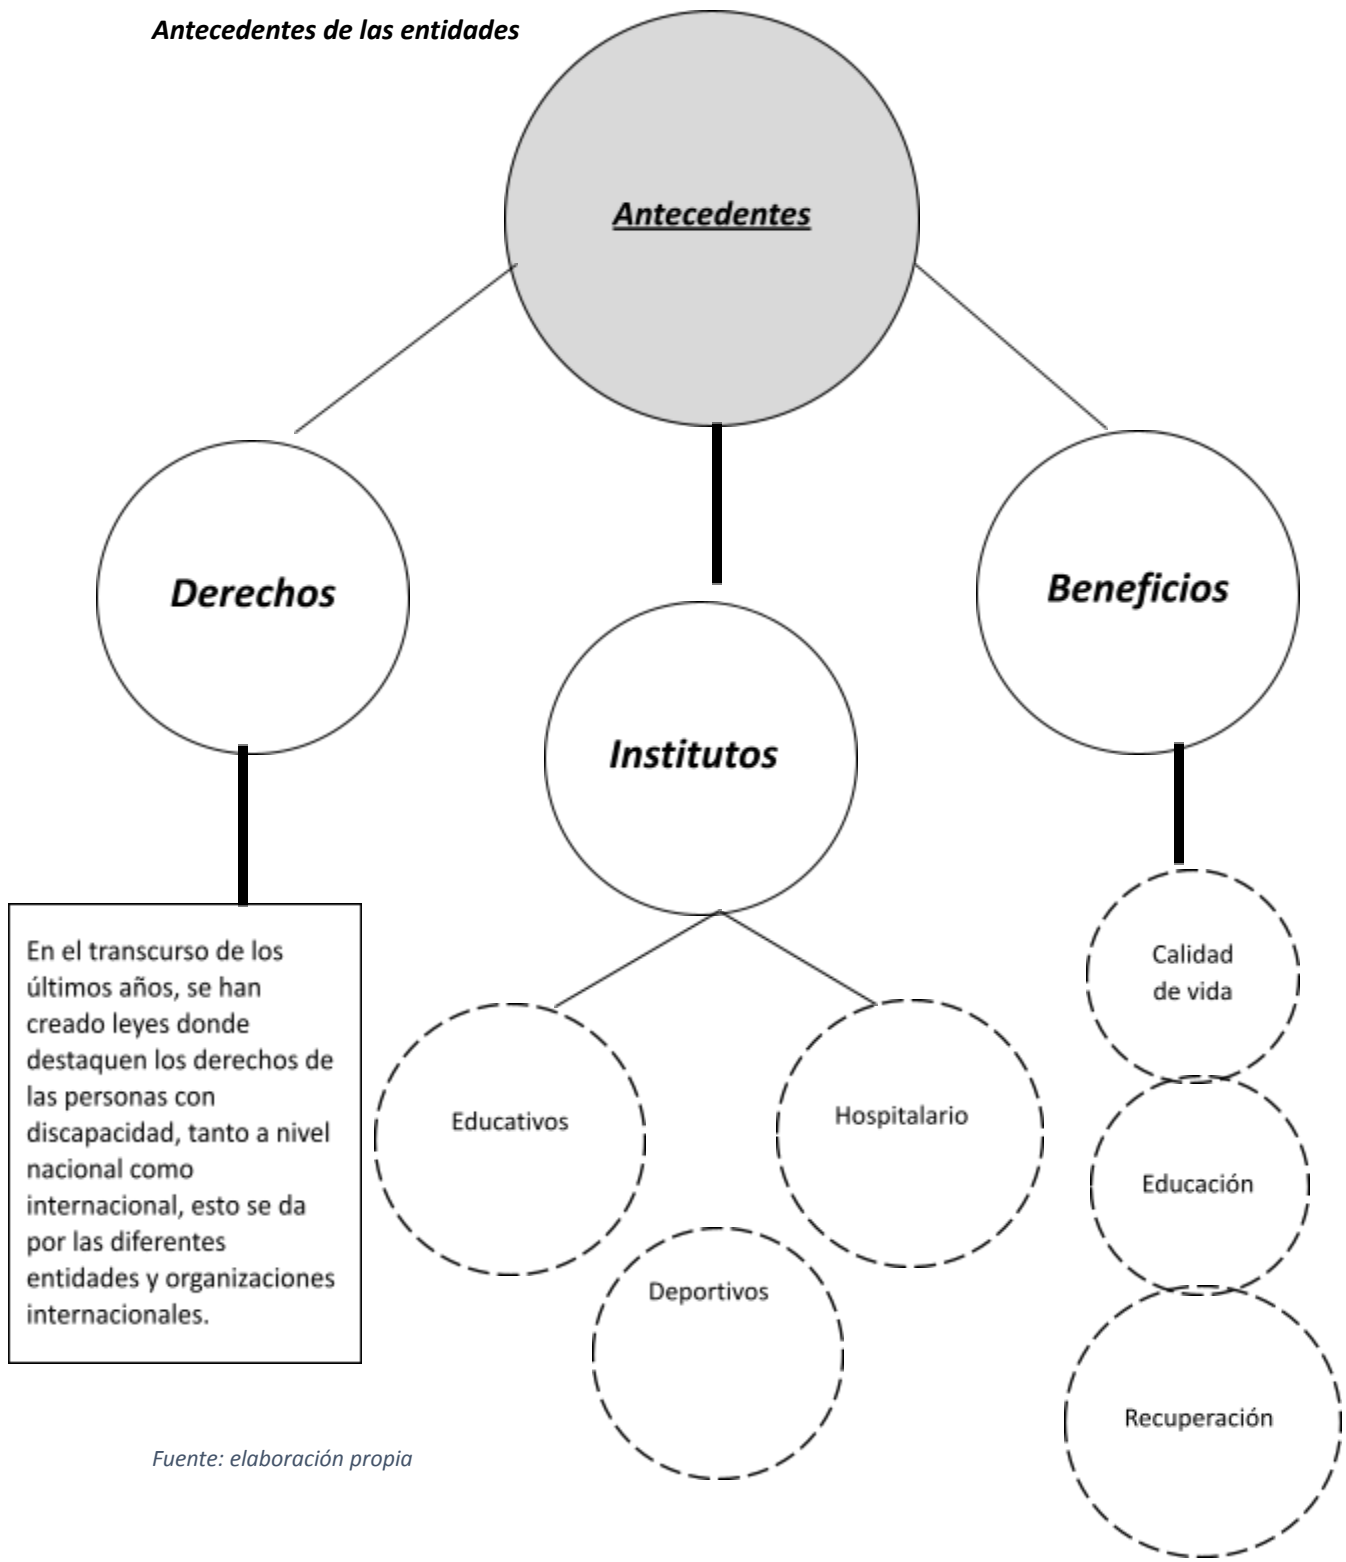 Antecedentes de las entidades
Antecedentes
Derechos
Institutos
Beneficios
En el transcurso de los
últimos años, se han
creado leyes donde
destaquen los derechos de
las personas con
discapacidad, tanto a nivel
nacional como
internacional, esto se da
por las diferentes
entidades y organizaciones
internacionales.
Educativos
Hospitalario
Deportivos
Calidad
de vida
Educación
Recuperación
Fuente: elaboración propia